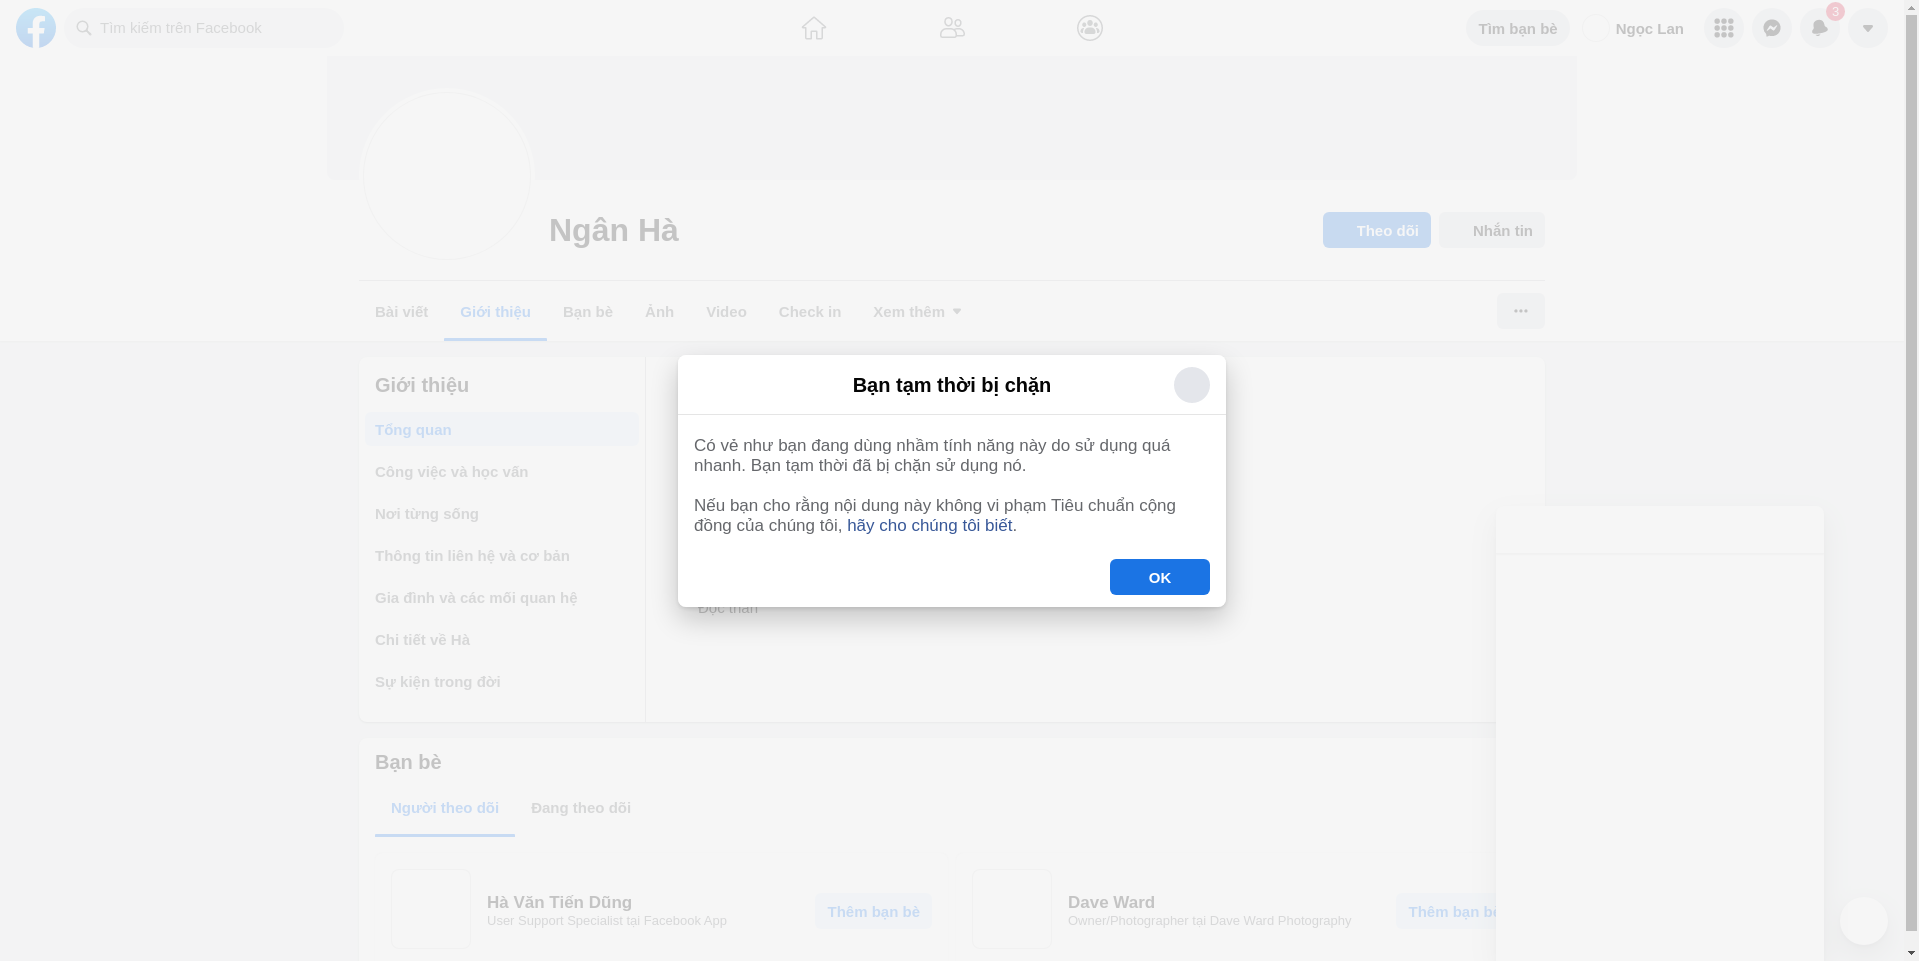 Tìm kiếm trên Facebook
Tìm bạn bè
Ngọc Lan
3
Ngân Hà
Theo dõi
Nhắn tin
Bài viết
Giới thiệu
Bạn bè
Ảnh
Video
Check in
Xem thêm
Giới thiệu
Tổng quan
Công việc và học vấn
Nơi từng sống
Thông tin liên hệ và cơ bản
Gia đình và các mối quan hệ
Chi tiết về Hà
Sự kiện trong đời
Bạn tạm thời bị chặn
Có vẻ như bạn đang dùng nhầm tính năng này do sử dụng quá
nhanh. Bạn tạm thời đã bị chặn sử dụng nó.
Nếu bạn cho rằng nội dung này không vi phạm Tiêu chuẩn cộng
đồng của chúng tôi, hãy cho chúng tôi biết.
OK
Độc thân
Bạn bè
Người theo dõi
Đang theo dõi
Hà Văn Tiến Dũng
User Support Specialist tại Facebook App
Thêm bạn bè
Dave Ward
Owner/Photographer tại Dave Ward Photography
Thêm bạn bè